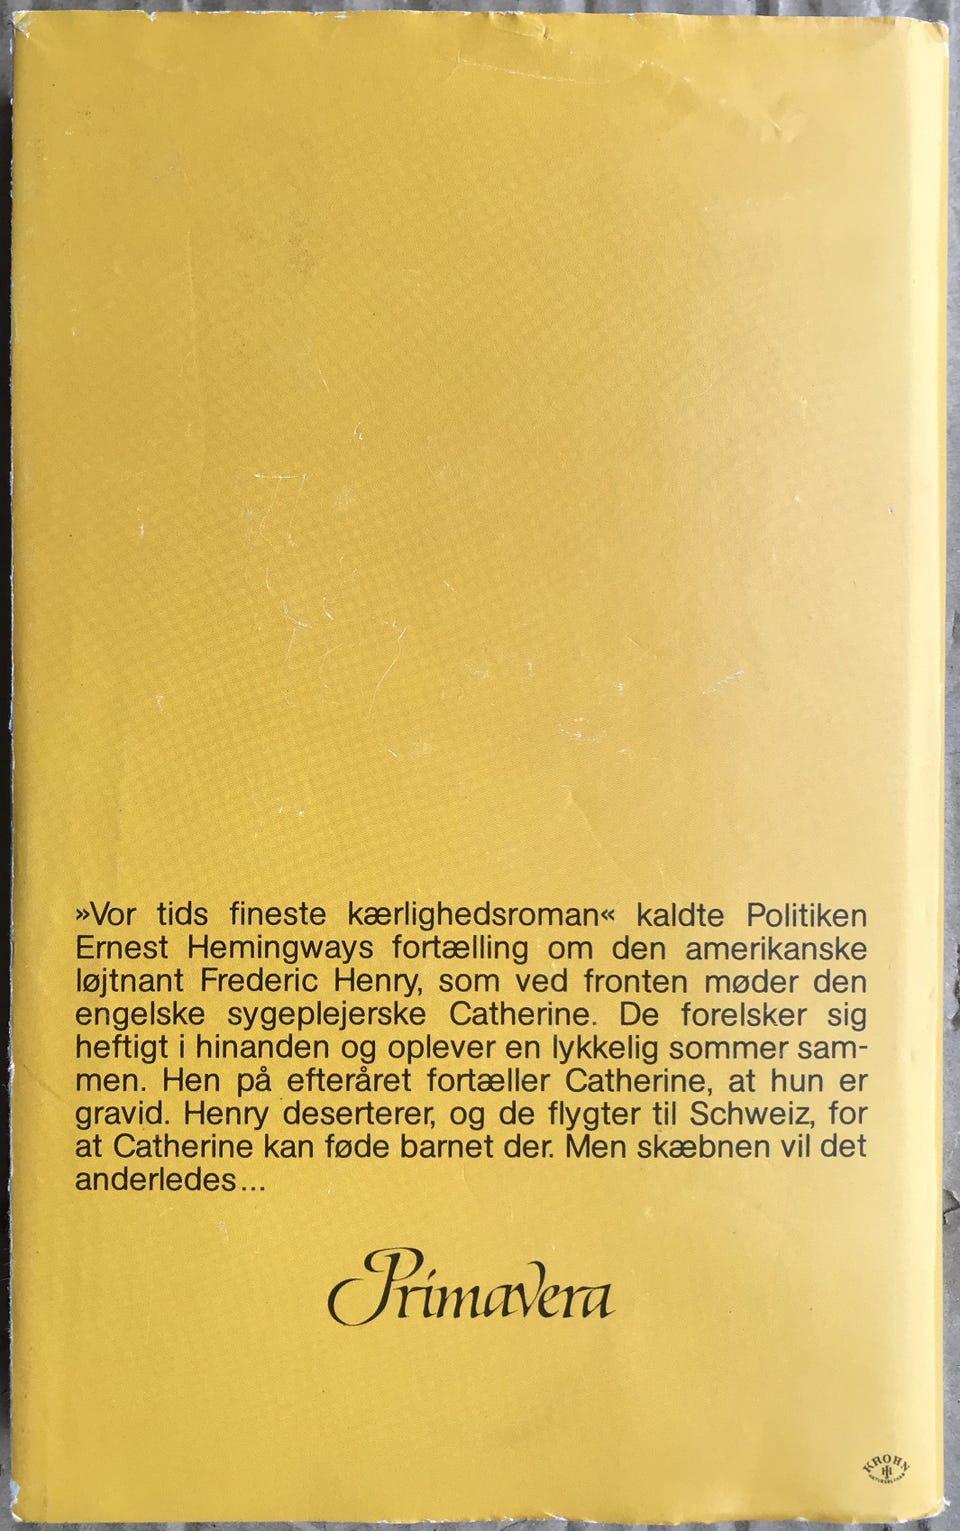 »Vor tids fineste kærlighedsroman« kaldte Politiken
Ernest Hemingways fortælling om den amerikanske
løjtnant Frederic Henry, som ved fronten møder den
engelske sygeplejerske Catherine. De forelsker sig
heftigt i hinanden og oplever en lykkelig sommer sam-
men. Hen på efteråret fortæller Catherine, at hun er
gravid. Henry deserterer, og de flygter til Schweiz, for
at Catherine kan føde barnet der. Men skæbnen vil det
anderledes...
Primavera
KROHN